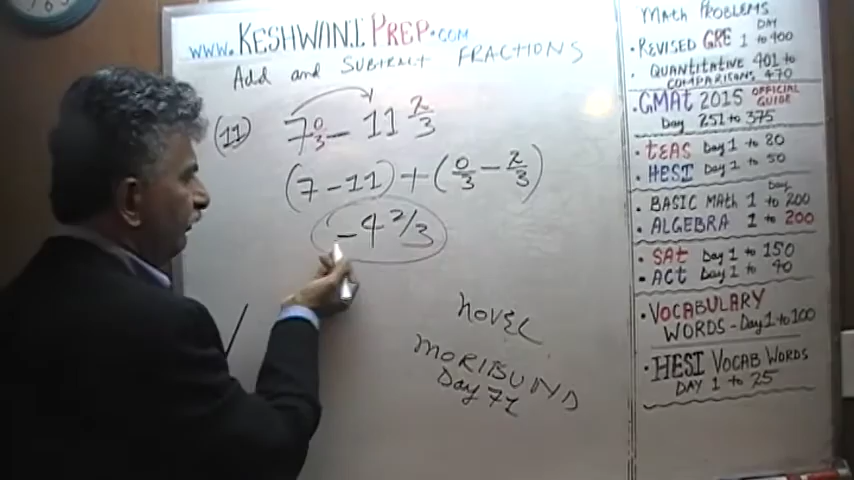 www.KESHWANIPREP.COM
Add and SUBTRACT FRACTIONS
(11) 7 0/3 - 11 2/3
(7 - 11) + (0/3 - 2/3)
- 4 2/3
NOVEL
MORIBUND
Day 71
MATH PROBLEMS
DAY
• REVISED GRE 1 to 400
• QUANTITATIVE 401 to
COMPARISONS 470
GMAt 2015 OFFICIAL GUIDE
Day 251 to 375
• tEAS Day 1 to 80
• HESI Day 1 to 50
Day
• BASIC MAth 1 to 200
• ALGEBRA 1 to 200
• SAt Day 1 to 150
• ACt Day 1 to 40
• VOCABULARY
WORDS - Day 1 to 100
• HESI VOCAB WORDS
DAY 1 to 25